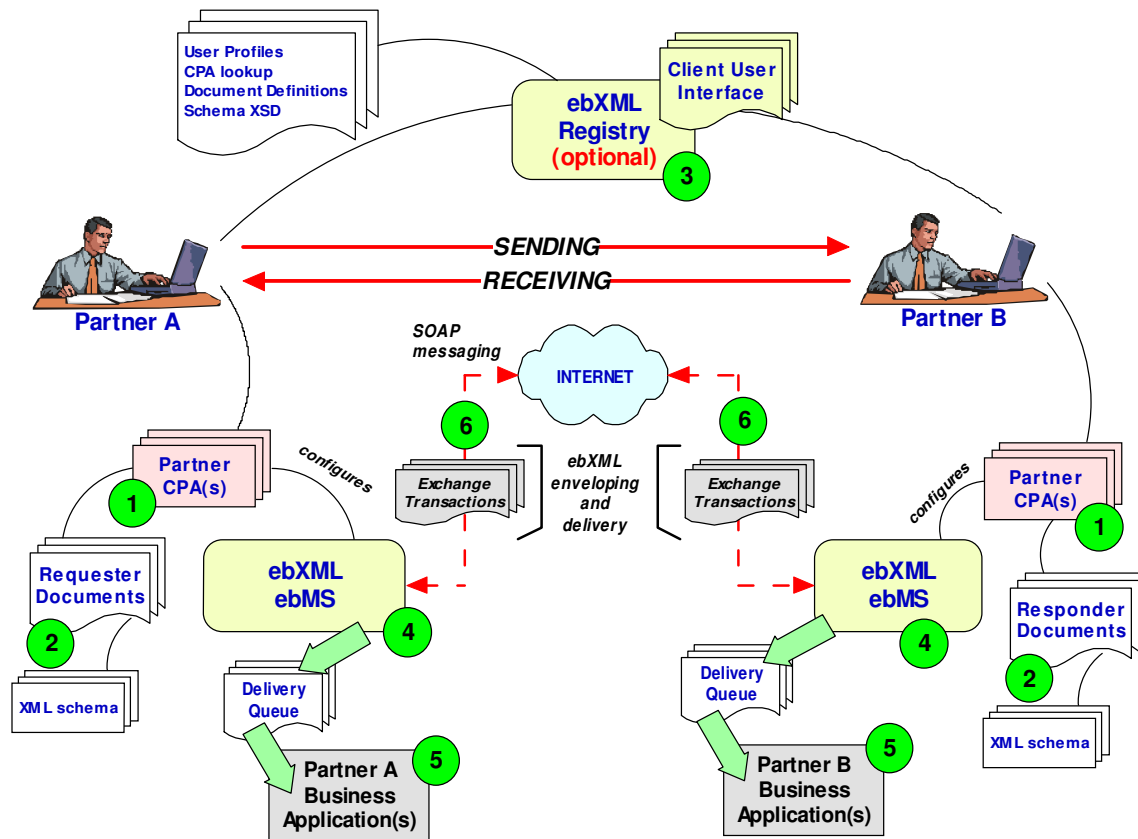 User Profiles
CPA lookup
Document Definitions
Schema XSD
ebXML
Registry
(optional)
Client User
Interface
3
SENDING
RECEIVING
Partner A
Partner B
SOAP
messaging
INTERNET
6
6
Partner
CPA(s)
1
configures
Exchange
Transactions
ebXML
enveloping
and
delivery
Exchange
Transactions
configures
Partner
CPA(s)
1
Requester
Documents
2
XML schema
ebXML
ebMS
4
ebXML
ebMS
4
Responder
Documents
2
XML schema
Delivery
Queue
Delivery
Queue
Partner A
Business
Application(s)
5
Partner B
Business
Application(s)
5